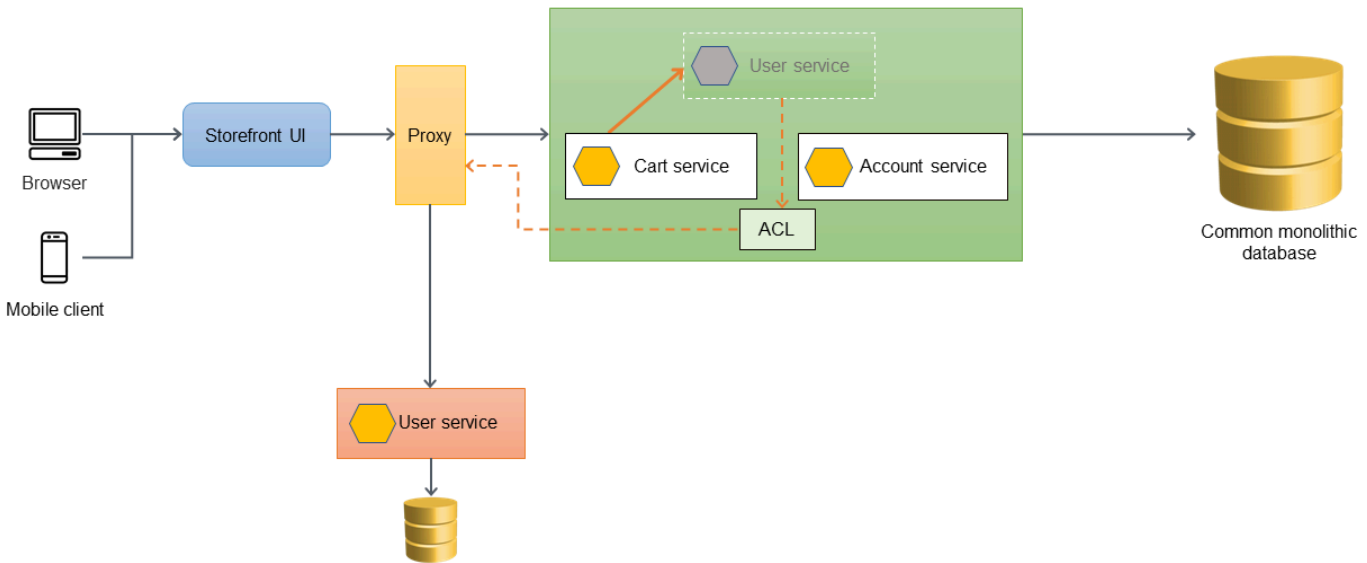 Browser
Mobile client
Storefront UI
Proxy
User service
Cart service
Account service
ACL
Common monolithic
database
User service